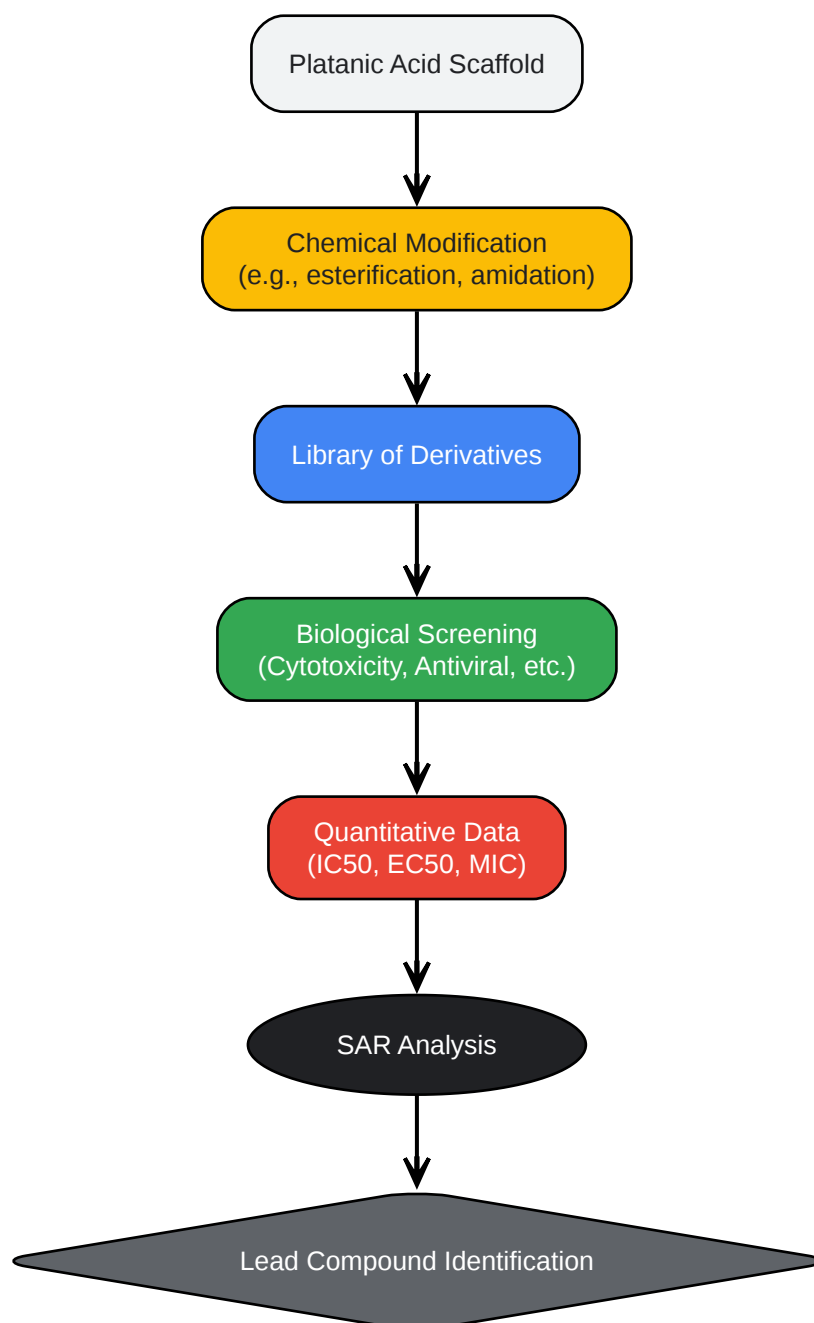 Platanic Acid Scaffold
Chemical Modification
(e.g., esterification, amidation)
Library of Derivatives
Biological Screening
(Cytotoxicity, Antiviral, etc.)
Quantitative Data
(IC50, EC50, MIC)
SAR Analysis
Lead Compound Identification